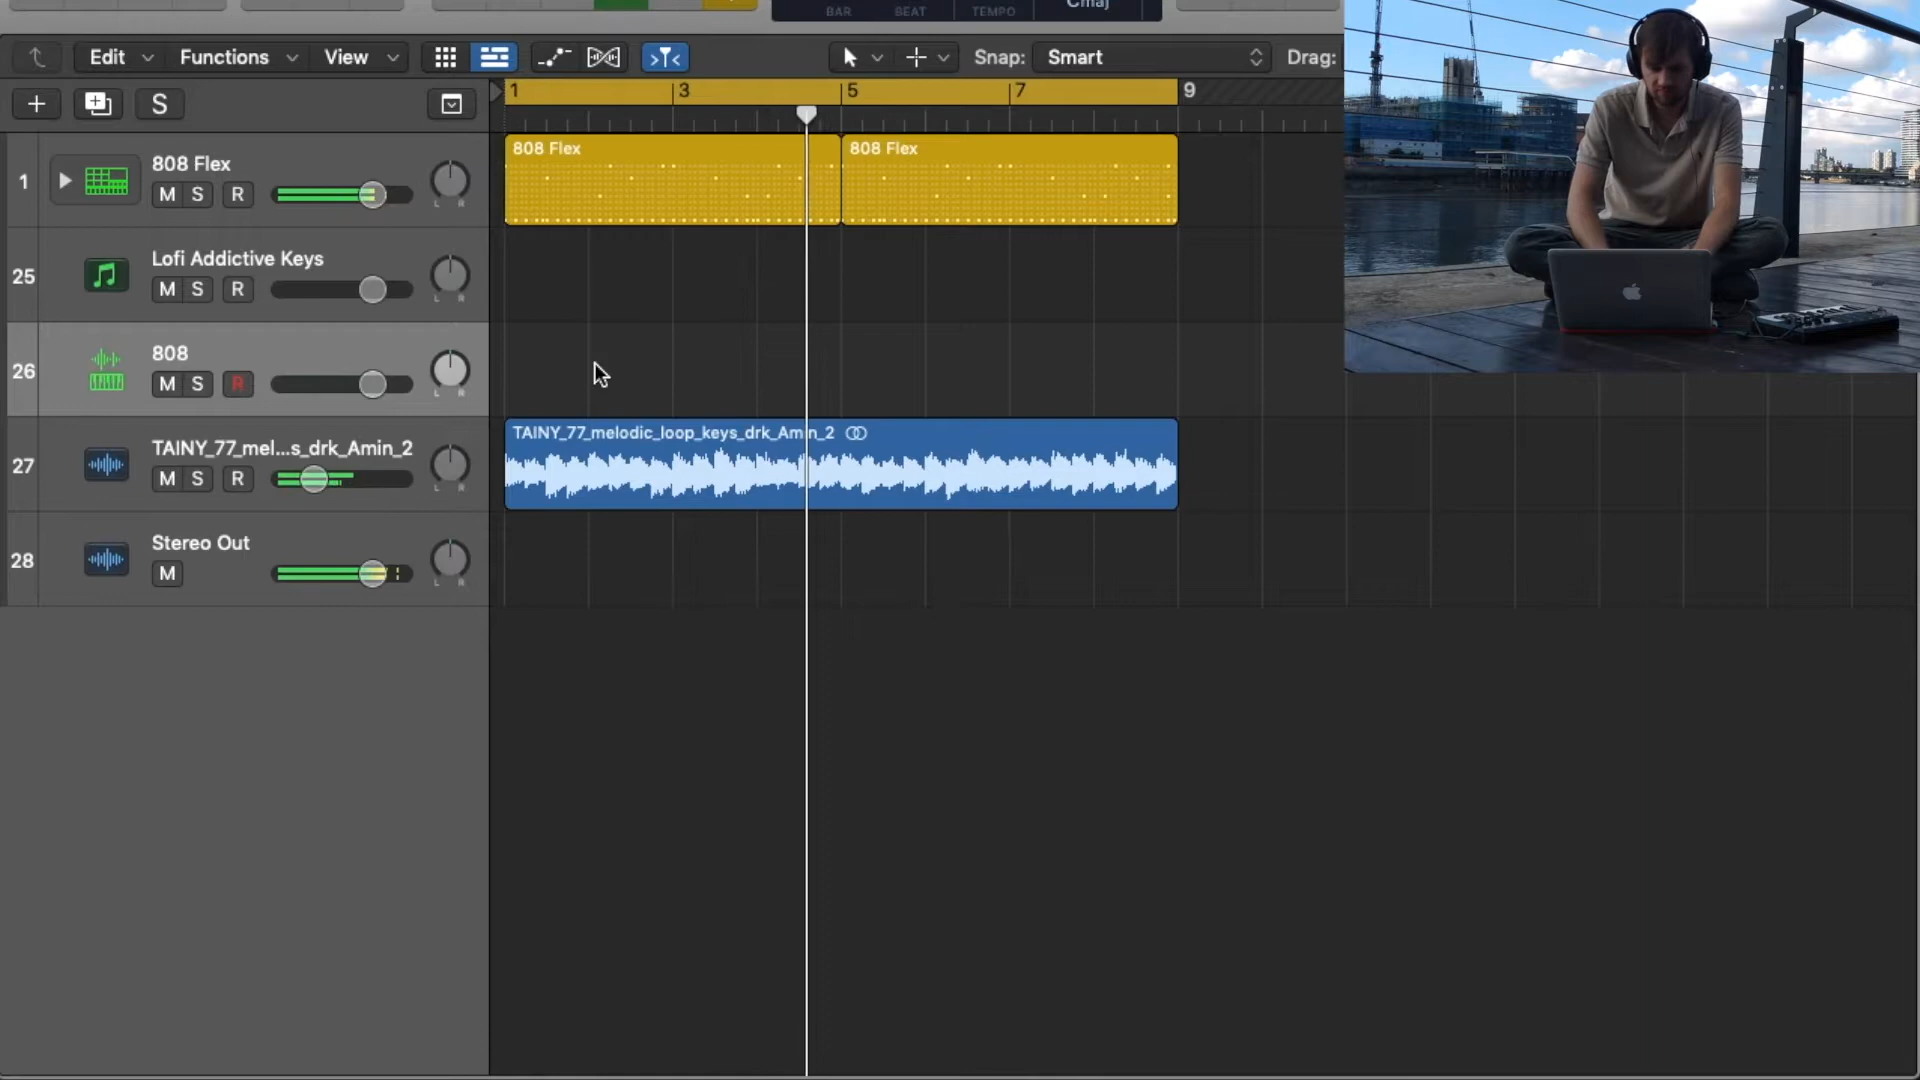 BAR BEAT TEMPO Cmaj
Edit Functions View Snap: Smart Drag:
S 1 3 5 7 9
1 808 Flex 808 Flex 808 Flex
M S R L R
25 Lofi Addictive Keys
M S R L R
26 808
M S R L R
27 TAINY_77_mel...s_drk_Amin_2 TAINY_77_melodic_loop_keys_drk_Amin_2
M S R L R
28 Stereo Out
M L R